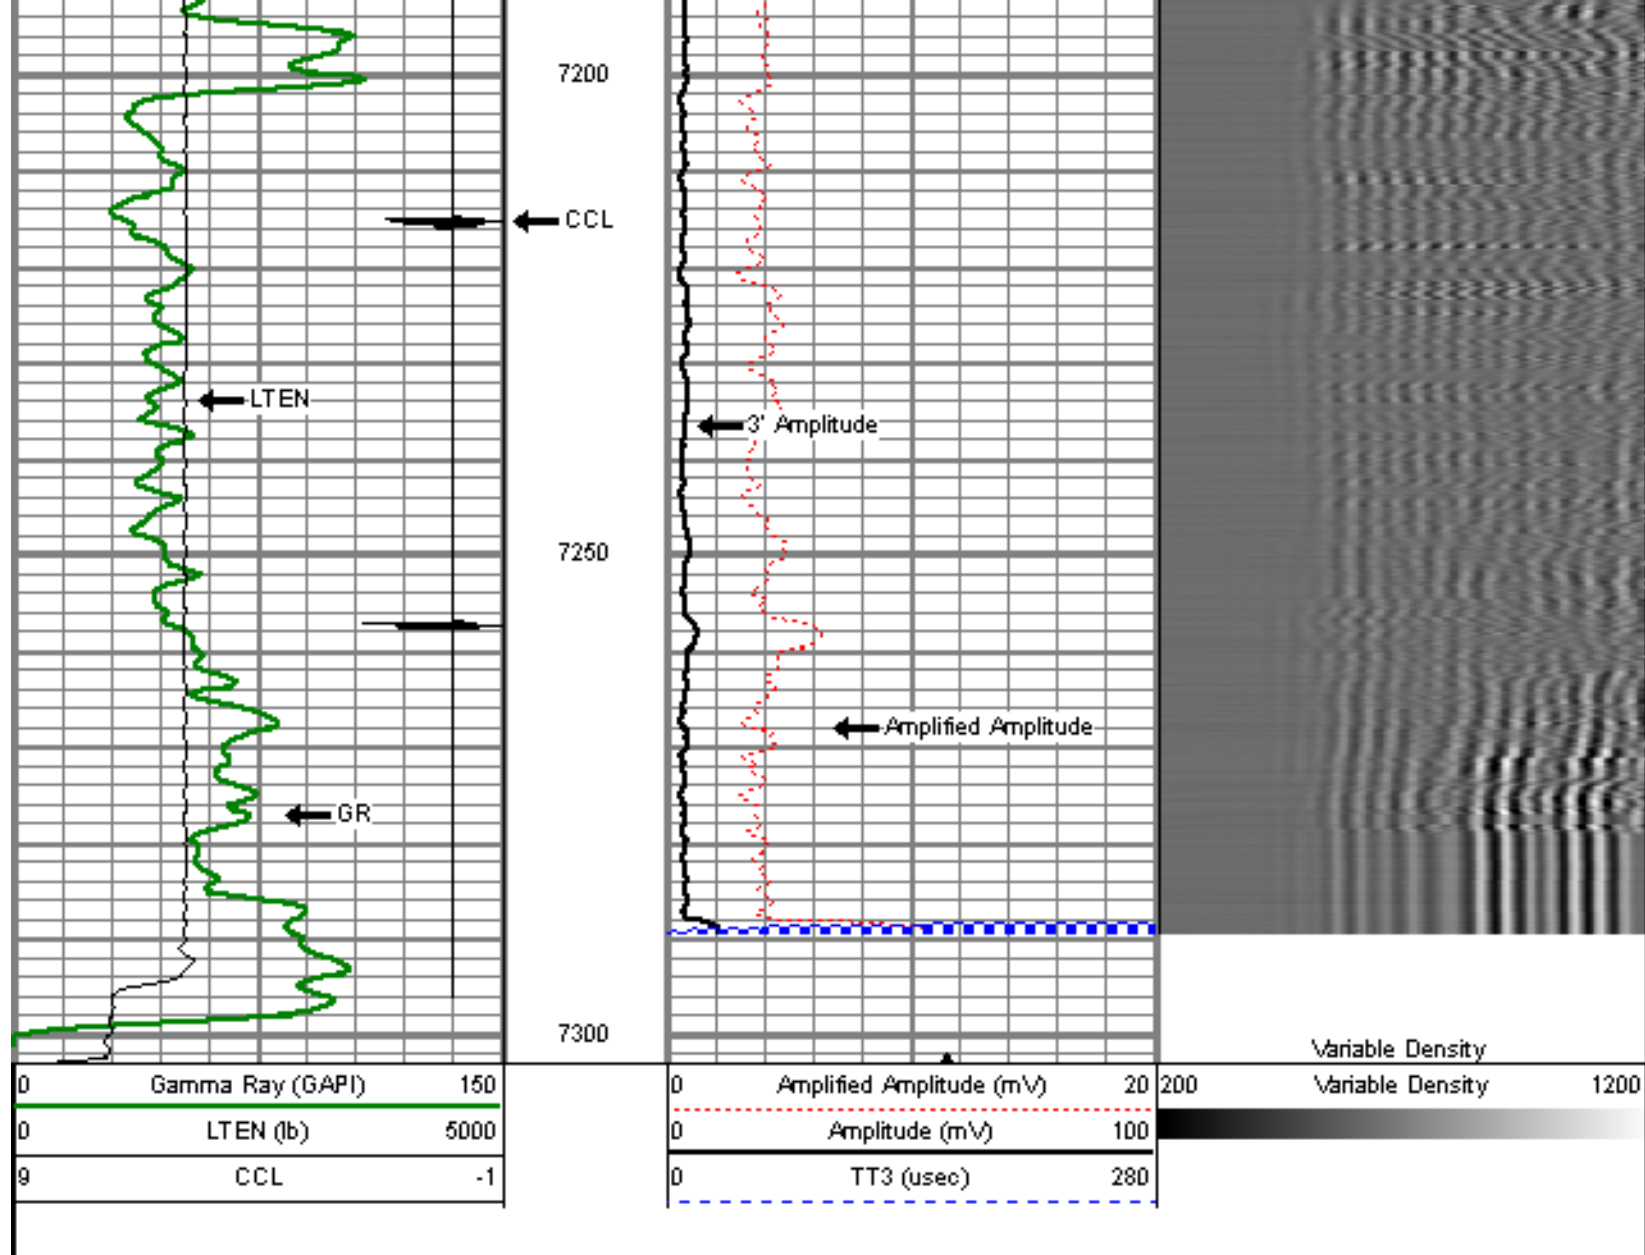 7200
CCL
LTEN
3' Amplitude
7250
Amplified Amplitude
GR
7300
Variable Density
0 Gamma Ray (GAPI) 150
0 Amplified Amplitude (mV) 20
200 Variable Density 1200
0 LTEN (lb) 5000
0 Amplitude (mV) 100
9 CCL -1
0 TT3 (usec) 280